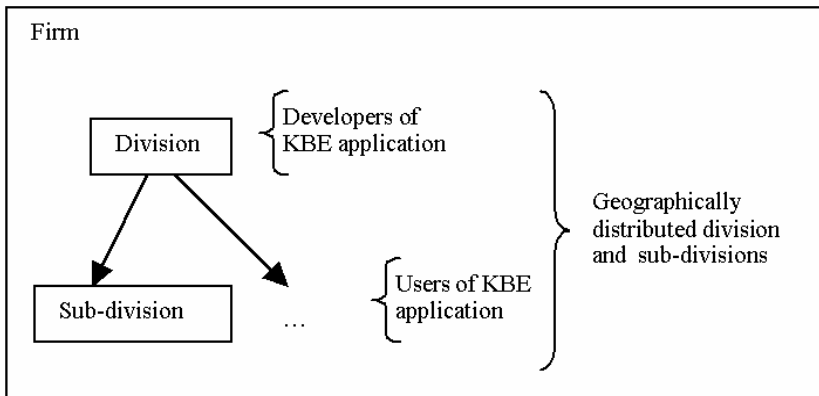 Firm
Developers of
KBE application
Division
Geographically
distributed division
and sub-divisions
Users of KBE
application
Sub-division
...